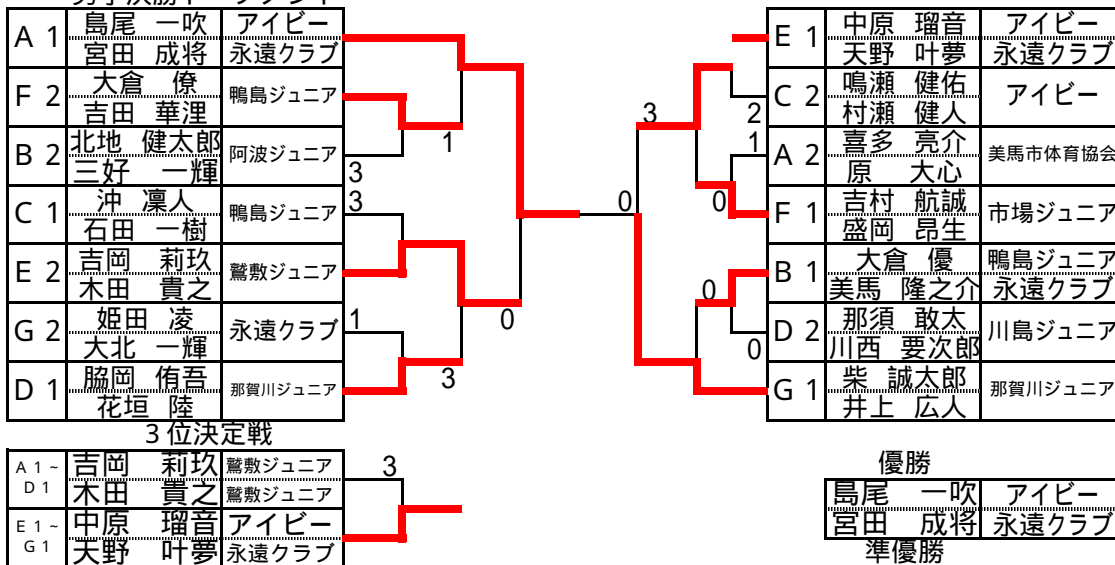 A 1 島尾 一吹 アイビー
宮田 成将 永遠クラブ
F 2 大倉 僚 鴨島ジュニア
吉田 華浬
B 2 北地 健太郎 阿波ジュニア
三好 一輝
C 1 沖 凜人 鴨島ジュニア
石田 一樹
E 2 吉岡 莉玖 鷲敷ジュニア
木田 貴之
G 2 姫田 凌 永遠クラブ
大北 一輝
D 1 脇岡 侑吾 那賀川ジュニア
花垣 陸
1
3
3
1
3
0
0
3
0
0
2
1
0
0
E 1 中原 瑠音 アイビー
天野 叶夢 永遠クラブ
C 2 鳴瀬 健佑 アイビー
村瀬 健人
A 2 喜多 亮介 美馬市体育協会
原 大心
F 1 吉村 航誠 市場ジュニア
盛岡 昂生
B 1 大倉 優 鴨島ジュニア
美馬 隆之介 永遠クラブ
D 2 那須 敢太 川島ジュニア
川西 要次郎
G 1 柴 誠太郎 那賀川ジュニア
井上 広人
3位決定戦
A 1 ~ 吉岡 莉玖 鷲敷ジュニア 3
D 1 木田 貴之 鷲敷ジュニア
E 1 ~ 中原 瑠音 アイビー
G 1 天野 叶夢 永遠クラブ
優勝
島尾 一吹 アイビー
宮田 成将 永遠クラブ
準優勝